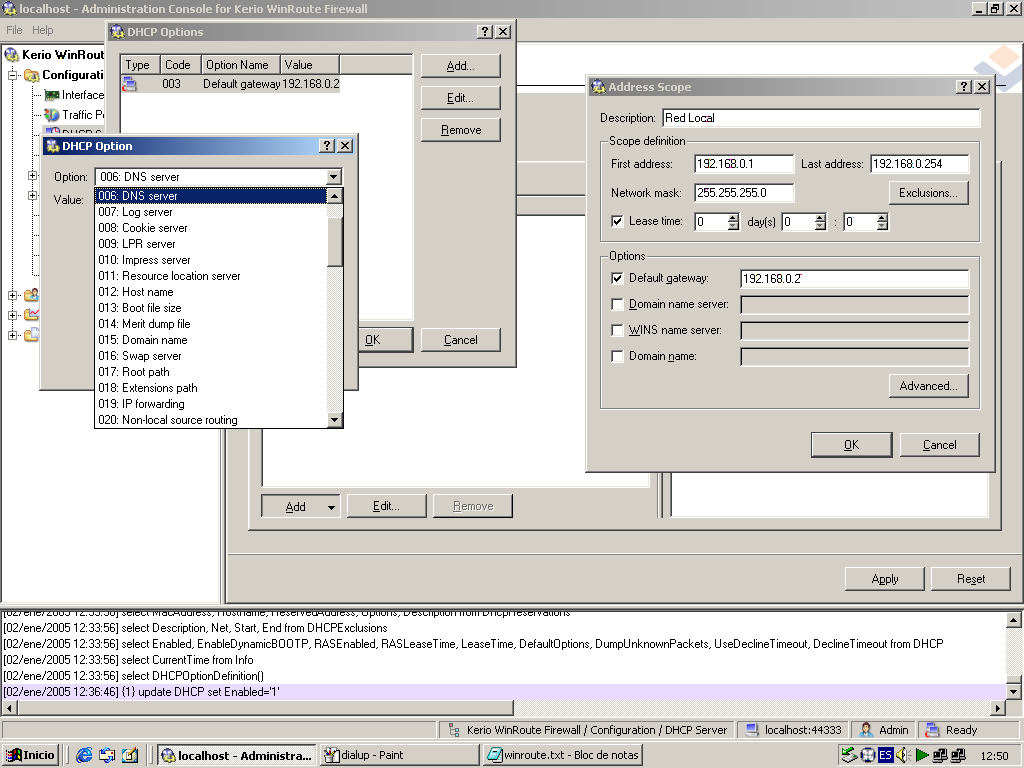 localhost - Administration Console for Kerio WinRoute Firewall
File Help
Kerio WinRout
Configurati
Interface
Traffic Po
DHCP S
DHCP Options
Type Code Option Name Value
003 Default gateway 192.168.0.2
Add...
Edit...
Remove
OK Cancel
DHCP Option
Option: 006: DNS server
Value:
006: DNS server
007: Log server
008: Cookie server
009: LPR server
010: Impress server
011: Resource location server
012: Host name
013: Boot file size
014: Merit dump file
015: Domain name
016: Swap server
017: Root path
018: Extensions path
019: IP forwarding
020: Non-local source routing
Address Scope
Description: Red Local
Scope definition
First address: 192.168.0.1 Last address: 192.168.0.254
Network mask: 255.255.255.0 Exclusions...
Lease time: 0 day(s) 0 : 0
Options
Default gateway: 192.168.0.2
Domain name server:
WINS name server:
Domain name:
Advanced...
OK Cancel
Add Edit... Remove
Apply Reset
[02/ene/2005 12:33:56] select MacAddress, Hostname, ReservedAddress, Options, Description from DhcpReservations
[02/ene/2005 12:33:56] select Description, Net, Start, End from DHCPExclusions
[02/ene/2005 12:33:56] select Enabled, EnableDynamicBOOTP, RASEnabled, RASLeaseTime, LeaseTime, DefaultOptions, DumpUnknownPackets, UseDeclineTimeout, DeclineTimeout from DHCP
[02/ene/2005 12:33:56] select CurrentTime from Info
[02/ene/2005 12:33:56] select DHCPOptionDefinition()
[02/ene/2005 12:36:46] {1} update DHCP set Enabled='1'
Kerio WinRoute Firewall / Configuration / DHCP Server localhost:44333 Admin Ready
Inicio localhost - Administra... dialup - Paint winroute.txt - Bloc de notas ES 12:50